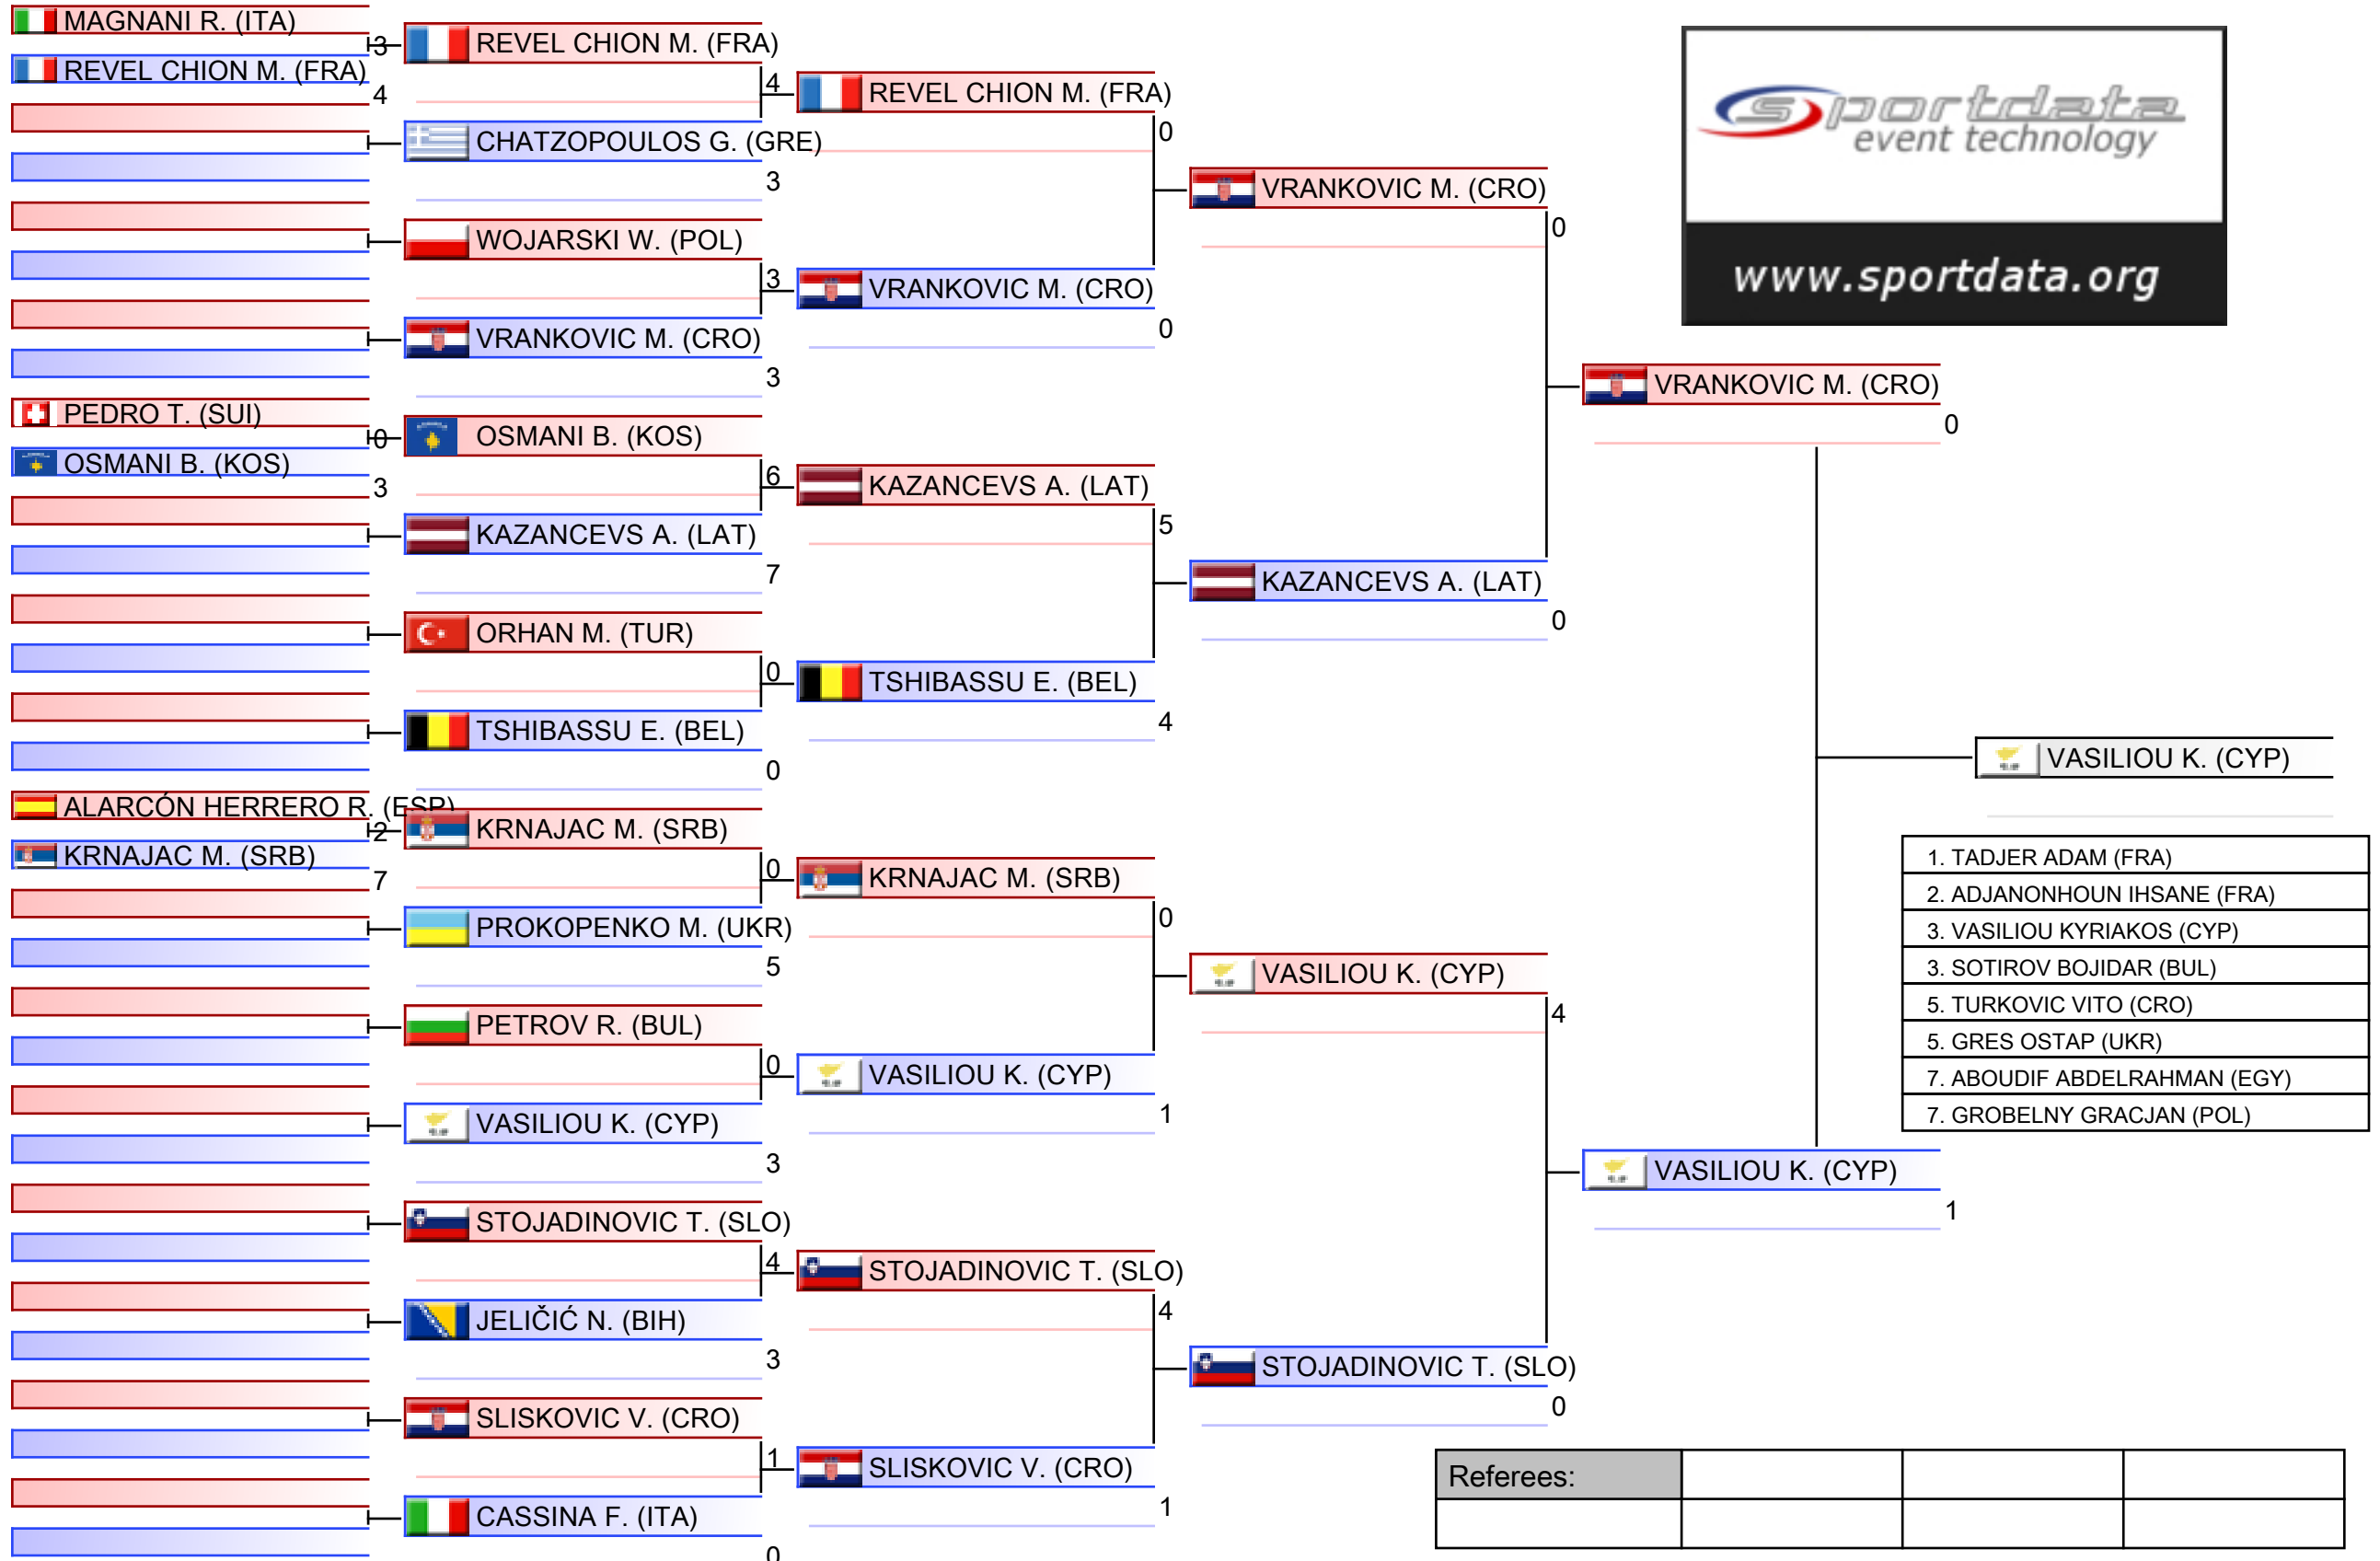 MAGNANI R. (ITA)
3
REVEL CHION M. (FRA)
4
PEDRO T. (SUI)
0
OSMANI B. (KOS)
3
ALARCÓN HERRERO R. (ESP)
2
KRNAJAC M. (SRB)
7
REVEL CHION M. (FRA)
4
CHATZOPOULOS G. (GRE)
3
WOJARSKI W. (POL)
3
VRANKOVIC M. (CRO)
3
OSMANI B. (KOS)
6
KAZANCEVS A. (LAT)
7
ORHAN M. (TUR)
0
TSHIBASSU E. (BEL)
0
KRNAJAC M. (SRB)
0
PROKOPENKO M. (UKR)
5
PETROV R. (BUL)
0
VASILIOU K. (CYP)
3
STOJADINOVIC T. (SLO)
4
JELIČIĆ N. (BIH)
3
SLISKOVIC V. (CRO)
1
CASSINA F. (ITA)
0
REVEL CHION M. (FRA)
0
VRANKOVIC M. (CRO)
0
KAZANCEVS A. (LAT)
5
TSHIBASSU E. (BEL)
4
KRNAJAC M. (SRB)
0
VASILIOU K. (CYP)
1
STOJADINOVIC T. (SLO)
4
SLISKOVIC V. (CRO)
1
VRANKOVIC M. (CRO)
0
KAZANCEVS A. (LAT)
0
VASILIOU K. (CYP)
4
STOJADINOVIC T. (SLO)
0
VRANKOVIC M. (CRO)
0
VASILIOU K. (CYP)
1
VASILIOU K. (CYP)
sportdata
event technology
www.sportdata.org
1. TADJER ADAM (FRA)
2. ADJANONHOUN IHSANE (FRA)
3. VASILIOU KYRIAKOS (CYP)
3. SOTIROV BOJIDAR (BUL)
5. TURKOVIC VITO (CRO)
5. GRES OSTAP (UKR)
7. ABOUDIF ABDELRAHMAN (EGY)
7. GROBELNY GRACJAN (POL)
Referees: